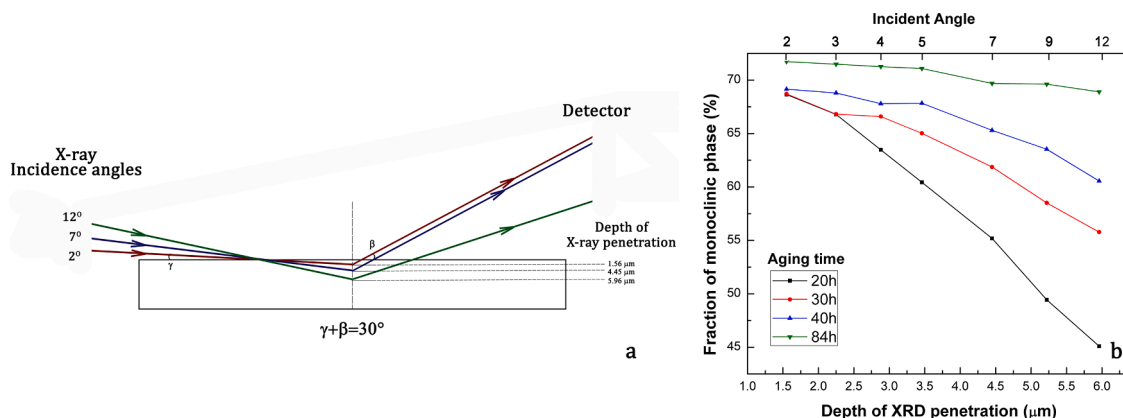 X-ray
Incidence angles
12°
7°
2°
γ
β
Detector
Depth of
X-ray penetration
1.56 μm
4.45 μm
5.96 μm
γ+β=30°
a
Incident Angle
2 3 4 5 7 9 12
Fraction of monoclinic phase (%)
70
65
60
55
50
45
Aging time
20h
30h
40h
84h
b
1.0 1.5 2.0 2.5 3.0 3.5 4.0 4.5 5.0 5.5 6.0
Depth of XRD penetration (μm)